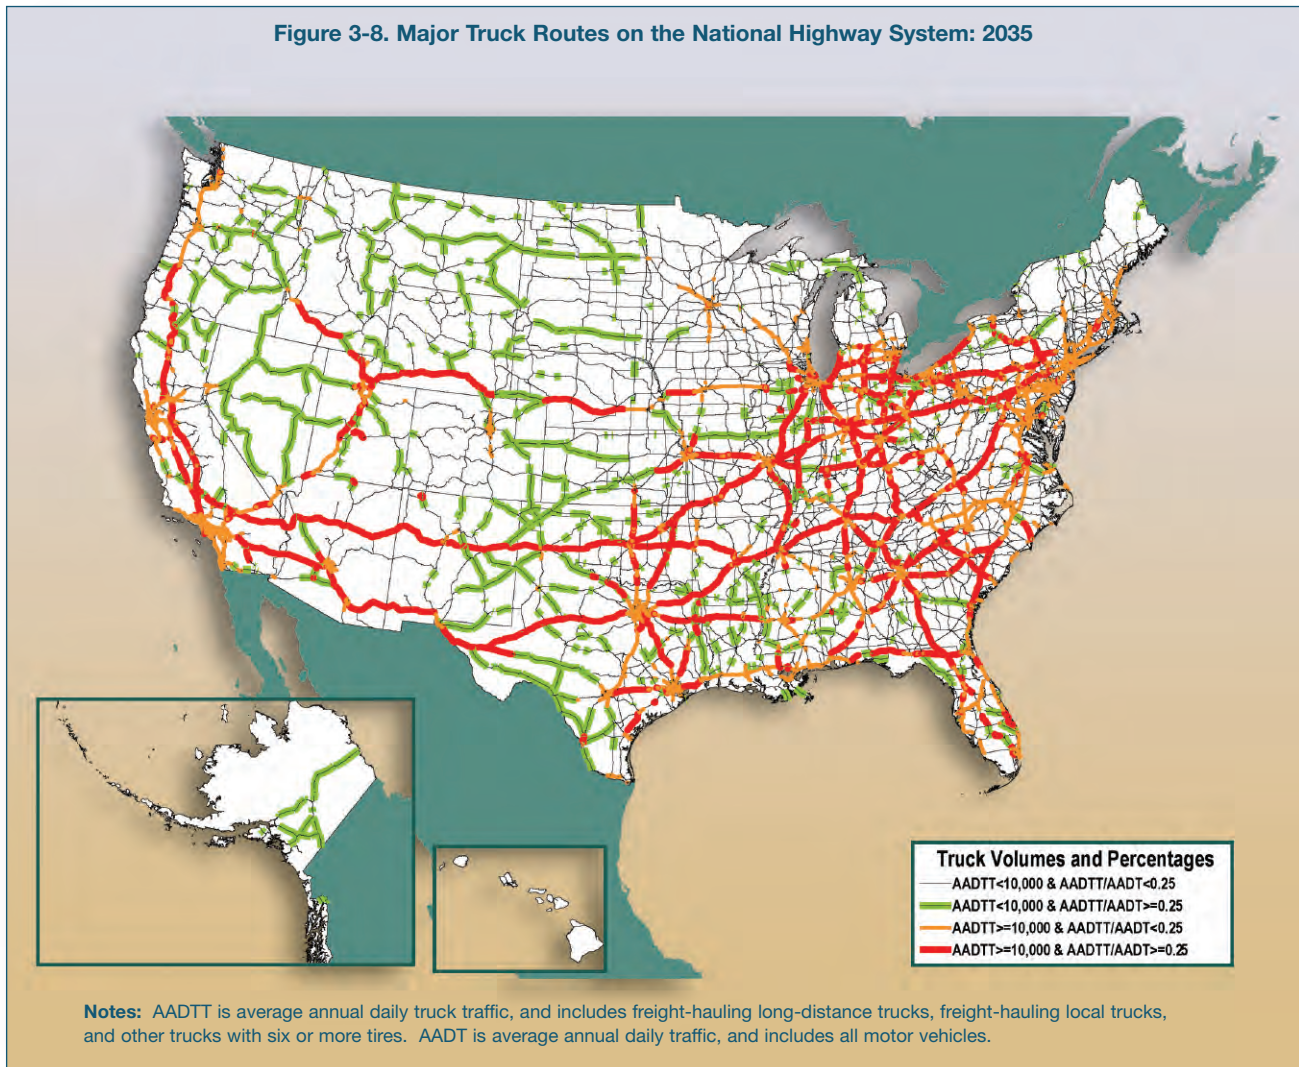 Figure 3-8. Major Truck Routes on the National Highway System: 2035
Truck Volumes and Percentages
AADTT<10,000 & AADTT/AADT<0.25
AADTT<10,000 & AADTT/AADT>=0.25
AADTT>=10,000 & AADTT/AADT<0.25
AADTT>=10,000 & AADTT/AADT>=0.25
Notes: AADTT is average annual daily truck traffic, and includes freight-hauling long-distance trucks, freight-hauling local trucks,
and other trucks with six or more tires. AADT is average annual daily traffic, and includes all motor vehicles.